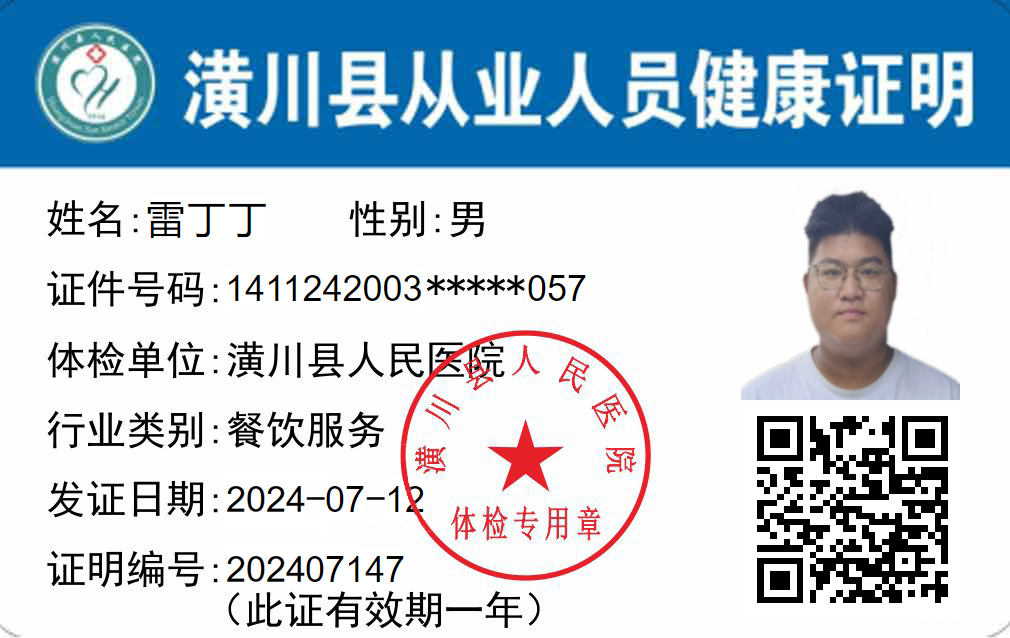 潢川县从业人员健康证明
姓名:雷丁丁 性别:男
证件号码:1411242003*****057
体检单位:潢川县人民医院
行业类别:餐饮服务
发证日期:2024-07-12
证明编号:202407147
(此证有效期一年)
潢川县人民医院
体检专用章